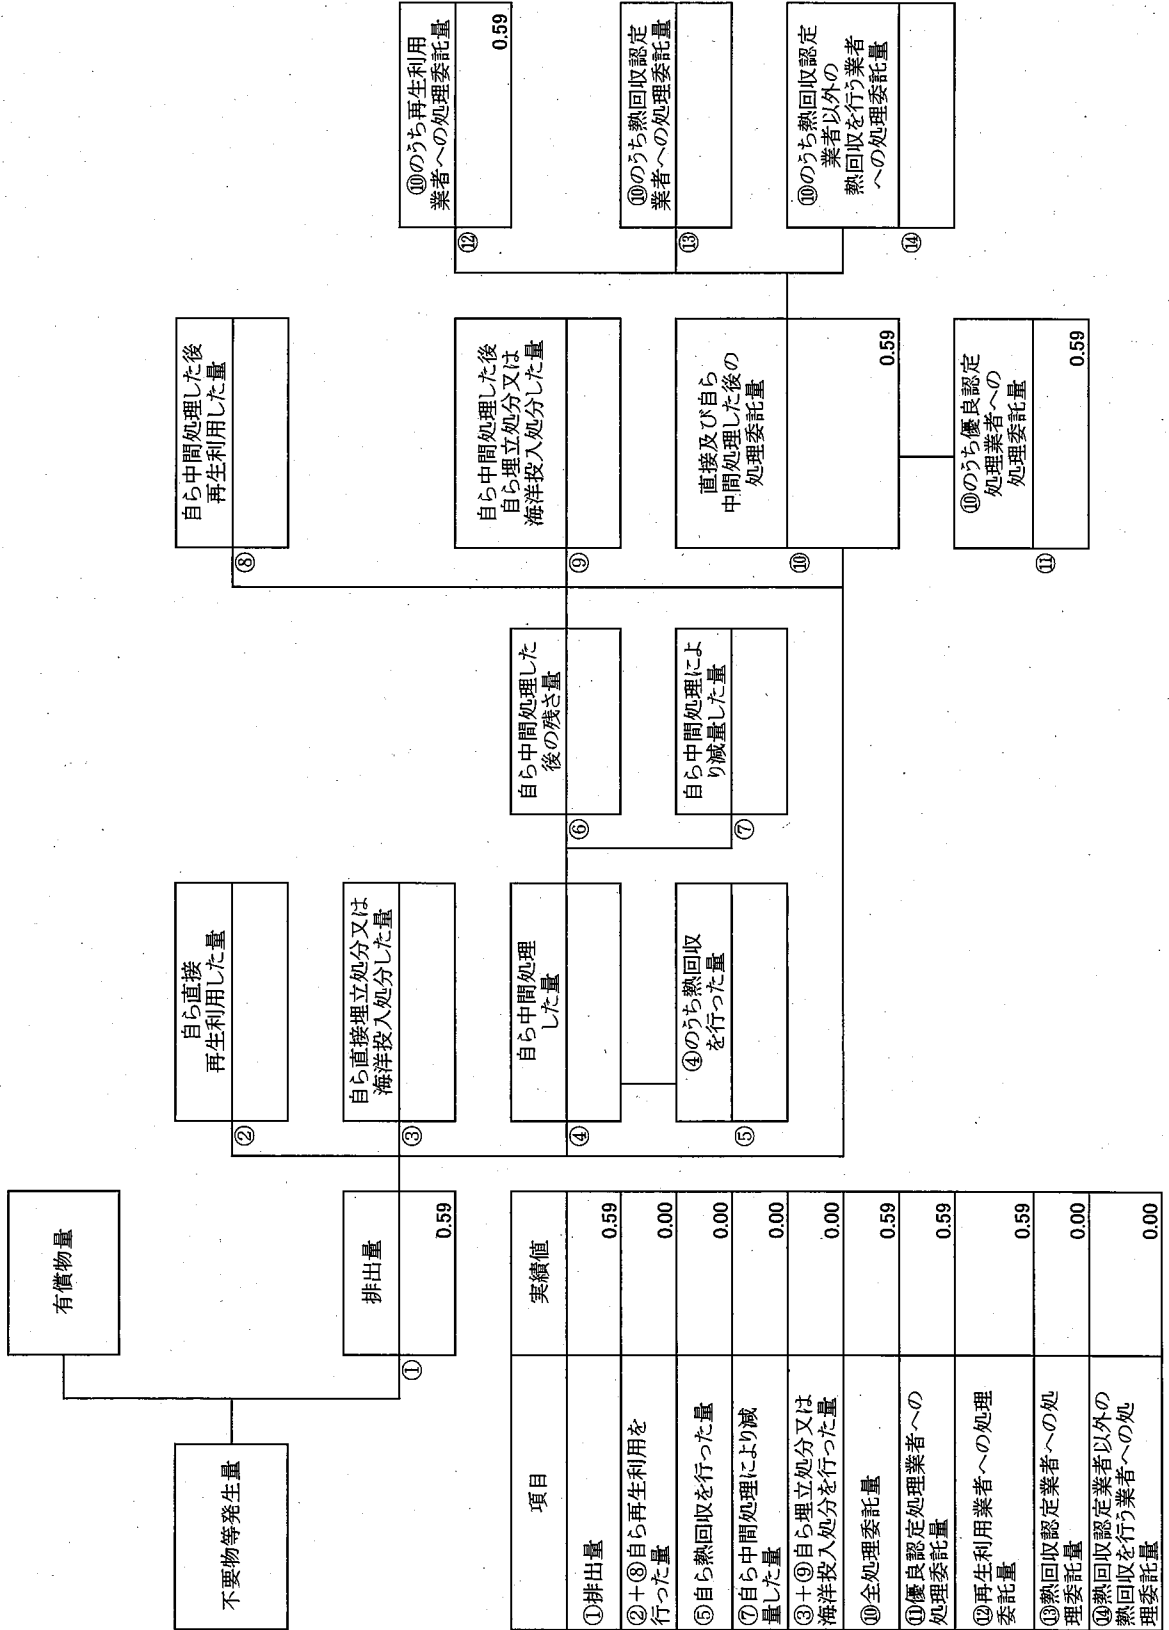 不要物等発生量
有償物量
排出量
①
0.59
自ら直接
再生利用した量
②
自ら直接埋立処分又は
海洋投入処分した量
③
自ら中間処理
した量
④
④のうち熱回収
を行った量
⑤
自ら中間処理した
後の残さ量
⑥
自ら中間処理によ
り減量した量
⑦
自ら中間処理した後
再生利用した量
⑧
自ら中間処理した後
自ら埋立処分又は
海洋投入処分した量
⑨
直接及び自ら
中間処理した後の
処理委託量
⑩
0.59
⑩のうち優良認定
処理業者への
処理委託量
⑪
0.59
⑩のうち再生利用
業者への処理委託量
⑫
0.59
⑩のうち熱回収認定
業者への処理委託量
⑬
⑩のうち熱回収認定
業者以外の
熱回収を行う業者
への処理委託量
⑭
項目 実績値
①排出量 0.59
②+⑧自ら再生利用を
行った量 0.00
⑤自ら熱回収を行った量 0.00
⑦自ら中間処理により減
量した量 0.00
③+⑨自ら埋立処分又は
海洋投入処分を行った量 0.00
⑩全処理委託量 0.59
⑪優良認定処理業者への
処理委託量 0.59
⑫再生利用業者への処理
委託量 0.59
⑬熱回収認定業者への処
理委託量 0.00
⑭熱回収認定業者以外の
熱回収を行う業者への処
理委託量 0.00